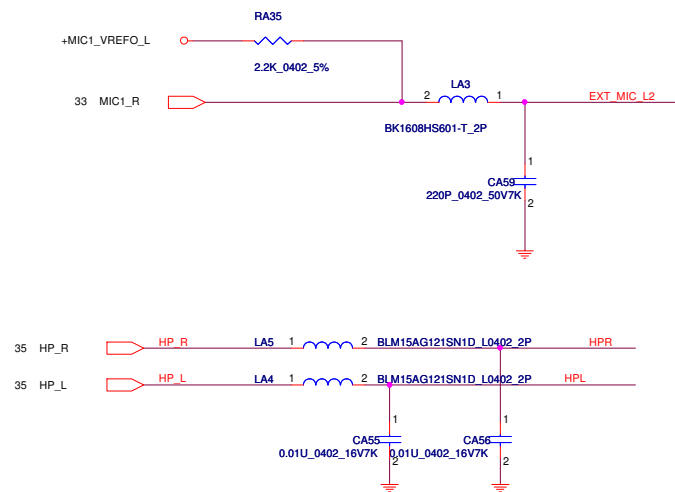 RA35
+MIC1_VREFO_L
2.2K_0402_5%
LA3
33 MIC1_R
2 1
EXT_MIC_L2
BK1608HS601-T_2P
1
CA59
220P_0402_50V7K
2
35 HP_R
HP_R
LA5
1 2
BLM15AG121SN1D_L0402_2P
HPR
35 HP_L
HP_L
LA4
1 2
BLM15AG121SN1D_L0402_2P
HPL
1 1
CA55 CA56
0.01U_0402_16V7K 0.01U_0402_16V7K
2 2